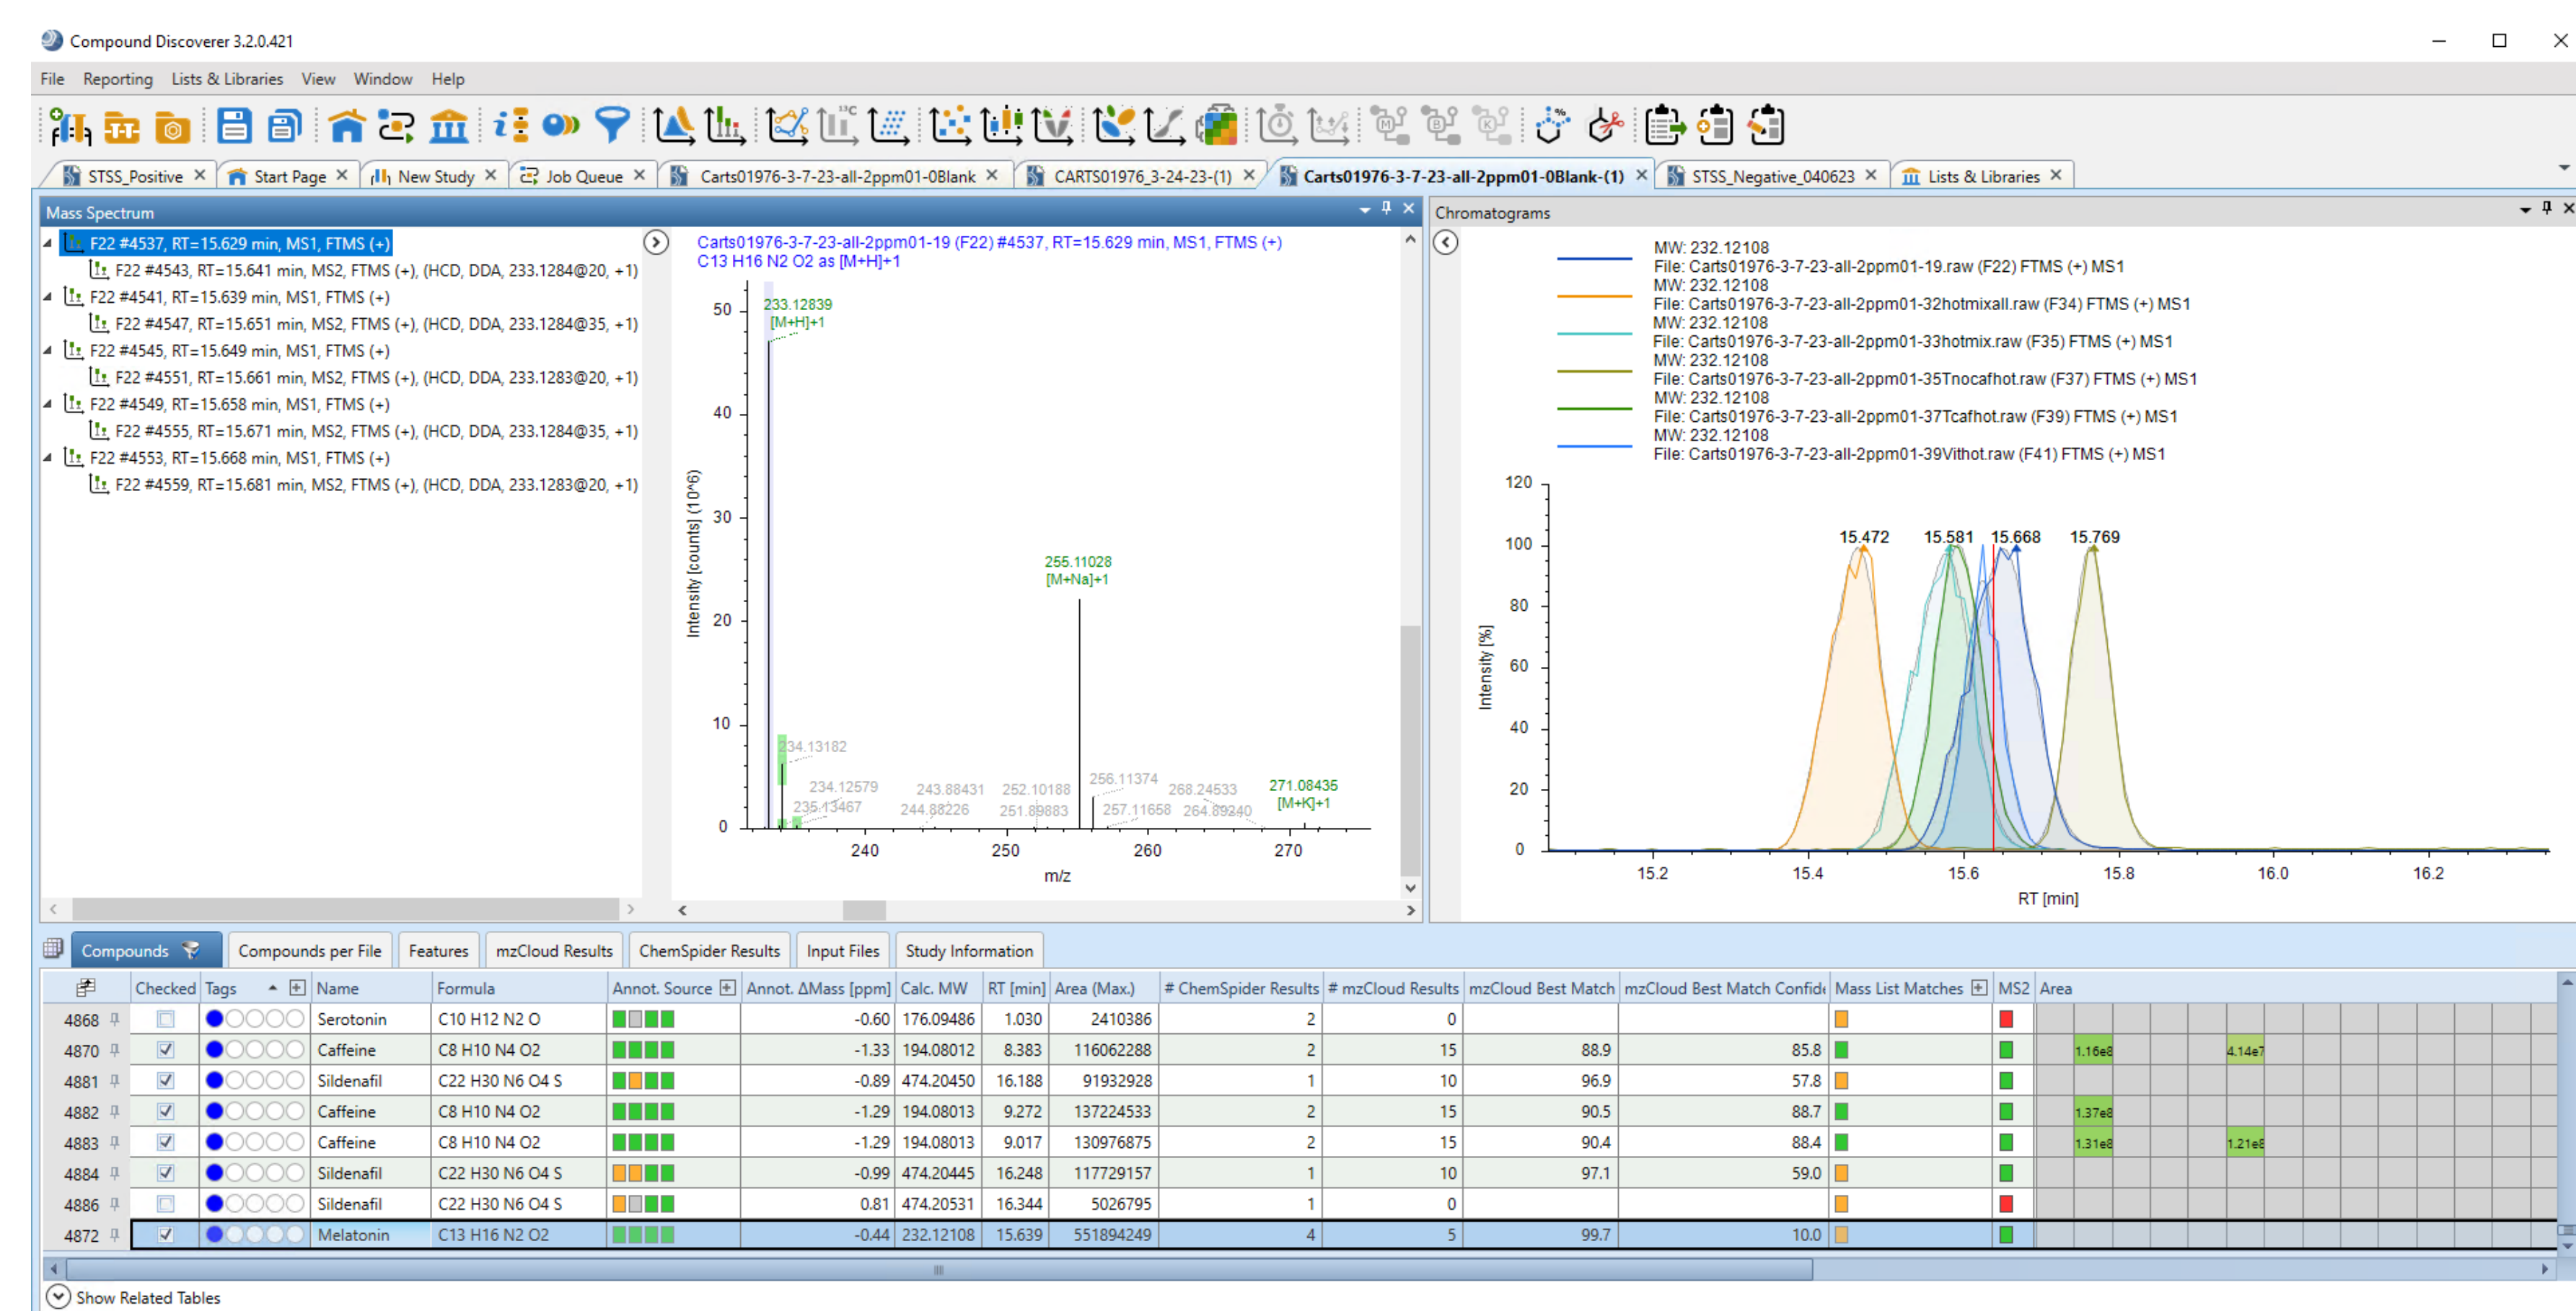 Compound Discoverer 3.2.0.421
File Reporting Lists & Libraries View Window Help
STSS_Positive Start Page New Study Job Queue Carts01976-3-7-23-all-2ppm01-0Blank CARTS01976_3-24-23-(1) Carts01976-3-7-23-all-2ppm01-0Blank-(1) STSS_Negative_040623 Lists & Libraries
Mass Spectrum
F22 #4537, RT=15.629 min, MS1, FTMS (+)
F22 #4543, RT=15.641 min, MS2, FTMS (+), (HCD, DDA, 233.1284@20, +1)
F22 #4541, RT=15.639 min, MS1, FTMS (+)
F22 #4547, RT=15.651 min, MS2, FTMS (+), (HCD, DDA, 233.1284@35, +1)
F22 #4545, RT=15.649 min, MS1, FTMS (+)
F22 #4551, RT=15.661 min, MS2, FTMS (+), (HCD, DDA, 233.1283@20, +1)
F22 #4549, RT=15.658 min, MS1, FTMS (+)
F22 #4555, RT=15.671 min, MS2, FTMS (+), (HCD, DDA, 233.1284@35, +1)
F22 #4553, RT=15.668 min, MS1, FTMS (+)
F22 #4559, RT=15.681 min, MS2, FTMS (+), (HCD, DDA, 233.1283@20, +1)
Carts01976-3-7-23-all-2ppm01-19 (F22) #4537, RT=15.629 min, MS1, FTMS (+)
C13 H16 N2 O2 as [M+H]+1
Intensity [counts] (10^6)
50
40
30
20
10
0
233.12839
[M+H]+1
255.11028
[M+Na]+1
234.13182
234.12579
235.13467
243.88431
244.88226
252.10188
251.89883
256.11374
257.11658
268.24533
264.89240
271.08435
[M+K]+1
240 250 260 270
m/z
Chromatograms
MW: 232.12108
File: Carts01976-3-7-23-all-2ppm01-19.raw (F22) FTMS (+) MS1
MW: 232.12108
File: Carts01976-3-7-23-all-2ppm01-32hotmixall.raw (F34) FTMS (+) MS1
MW: 232.12108
File: Carts01976-3-7-23-all-2ppm01-33hotmix.raw (F35) FTMS (+) MS1
MW: 232.12108
File: Carts01976-3-7-23-all-2ppm01-35Tnocafhot.raw (F37) FTMS (+) MS1
MW: 232.12108
File: Carts01976-3-7-23-all-2ppm01-37Tcafhot.raw (F39) FTMS (+) MS1
MW: 232.12108
File: Carts01976-3-7-23-all-2ppm01-39Vithot.raw (F41) FTMS (+) MS1
Intensity [%]
120
100
80
60
40
20
0
15.472 15.581 15.668 15.769
15.2 15.4 15.6 15.8 16.0 16.2
RT [min]
Compounds Compounds per File Features mzCloud Results ChemSpider Results Input Files Study Information
Checked Tags Name Formula Annot. Source Annot. ΔMass [ppm] Calc. MW RT [min] Area (Max.) # ChemSpider Results # mzCloud Results mzCloud Best Match mzCloud Best Match Confid Mass List Matches MS2 Area
4868 Serotonin C10 H12 N2 O -0.60 176.09486 1.030 2410386 2 0
4870 Caffeine C8 H10 N4 O2 -1.33 194.08012 8.383 116062288 2 15 88.9 85.8 1.16e8 4.14e7
4881 Sildenafil C22 H30 N6 O4 S -0.89 474.20450 16.188 91932928 1 10 96.9 57.8
4882 Caffeine C8 H10 N4 O2 -1.29 194.08013 9.272 137224533 2 15 90.5 88.7 1.37e8
4883 Caffeine C8 H10 N4 O2 -1.29 194.08013 9.017 130976875 2 15 90.4 88.4 1.31e8 1.21e8
4884 Sildenafil C22 H30 N6 O4 S -0.99 474.20445 16.248 117729157 1 10 97.1 59.0
4886 Sildenafil C22 H30 N6 O4 S 0.81 474.20531 16.344 5026795 1 0
4872 Melatonin C13 H16 N2 O2 -0.44 232.12108 15.639 551894249 4 5 99.7 10.0
Show Related Tables